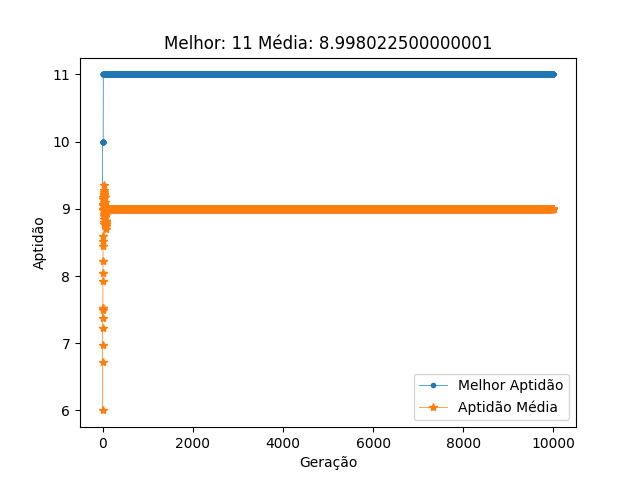 Melhor: 11 Média: 8.998022500000001
11
10
9
8
7
6
Aptidão
Melhor Aptidão
Aptidão Média
0
2000
4000
6000
8000
10000
Geração